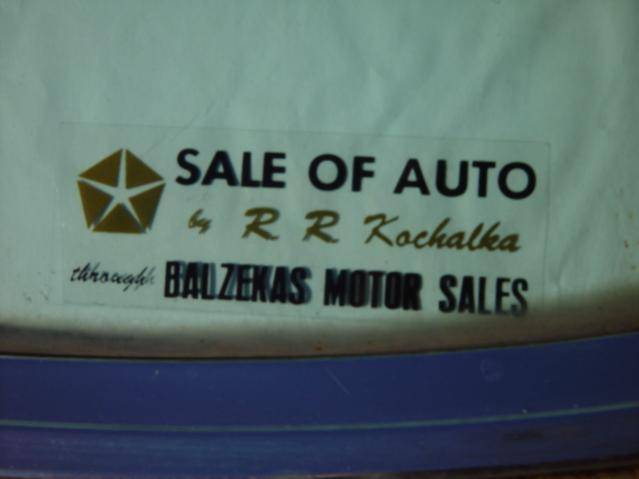 SALE OF AUTO
by R R Kochalka
through BALZEKAS MOTOR SALES